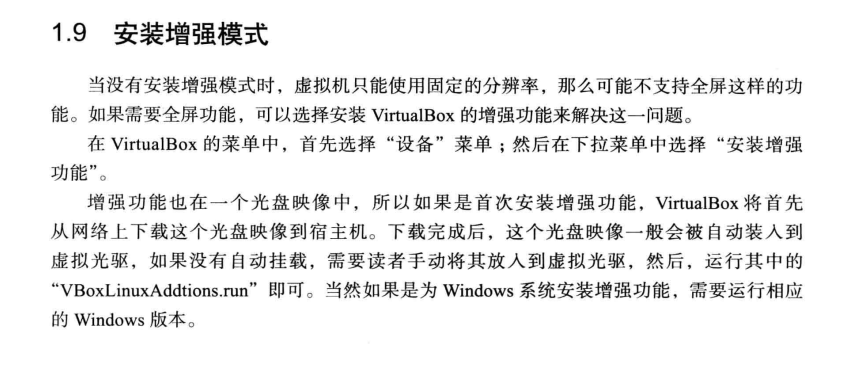 1.9 安装增强模式
当没有安装增强模式时，虚拟机只能使用固定的分辨率，那么可能不支持全屏这样的功
能。如果需要全屏功能，可以选择安装 VirtualBox 的增强功能来解决这一问题。
在 VirtualBox 的菜单中，首先选择“设备”菜单；然后在下拉菜单中选择“安装增强
功能”。
增强功能也在一个光盘映像中，所以如果是首次安装增强功能，VirtualBox 将首先
从网络上下载这个光盘映像到宿主机。下载完成后，这个光盘映像一般会被自动装入到
虚拟光驱，如果没有自动挂载，需要读者手动将其放入到虚拟光驱，然后，运行其中的
“VBoxLinuxAddtions.run”即可。当然如果是为 Windows 系统安装增强功能，需要运行相应
的 Windows 版本。